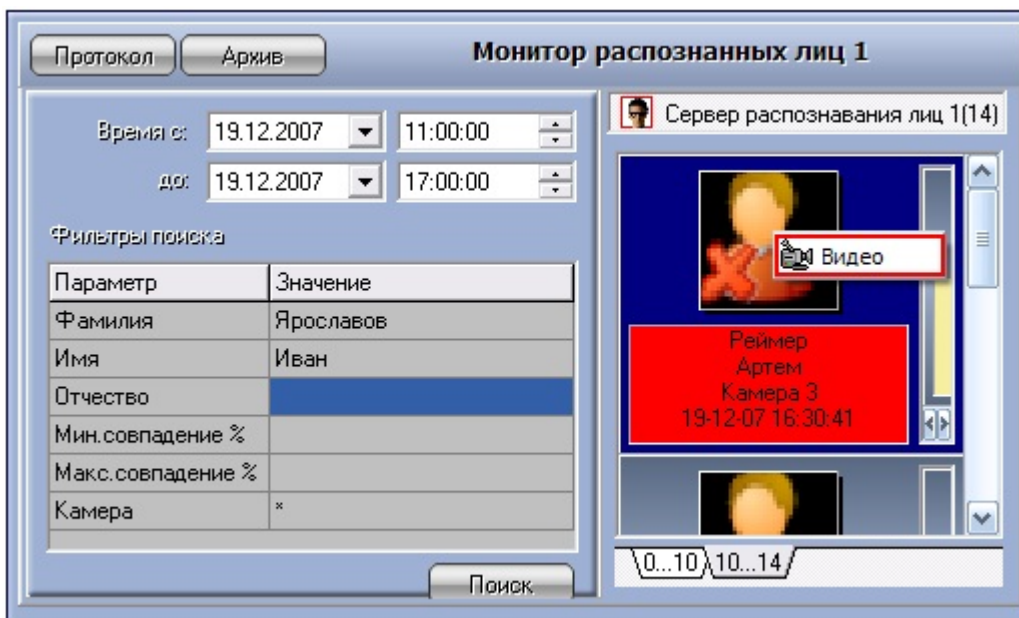 Протокол Архив Монитор распознанных лиц 1
Время с: 19.12.2007 11:00:00
до: 19.12.2007 17:00:00
Фильтры поиска
Параметр Значение
Фамилия Ярославов
Имя Иван
Отчество
Мин.совпадение %
Макс.совпадение %
Камера *
Поиск
Сервер распознавания лиц 1(14)
Видео
Реймер
Артем
Камера 3
19-12-07 16:30:41
0...10 10...14